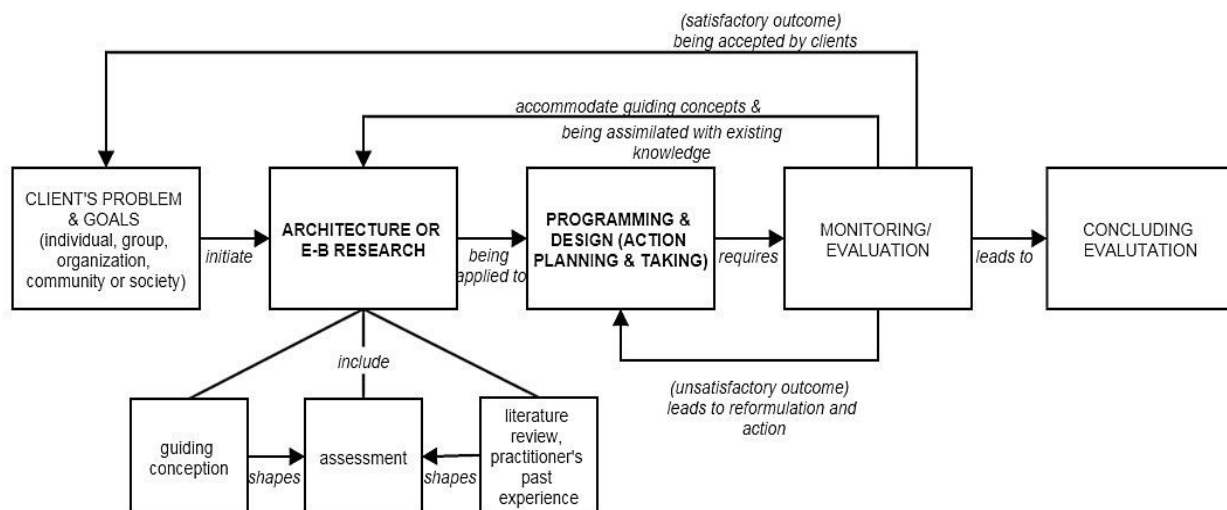 (satisfactory outcome)
being accepted by clients
accommodate guiding concepts &
being assimilated with existing
knowledge
CLIENT'S PROBLEM
& GOALS
(individual, group,
organization,
community or society)
initiate
ARCHITECTURE OR
E-B RESEARCH
being
applied to
PROGRAMMING &
DESIGN (ACTION
PLANNING & TAKING)
requires
MONITORING/
EVALUATION
leads to
CONCLUDING
EVALUTATION
include
(unsatisfactory outcome)
leads to reformulation and
action
guiding
conception
shapes
assessment
shapes
literature
review,
practitioner's
past
experience